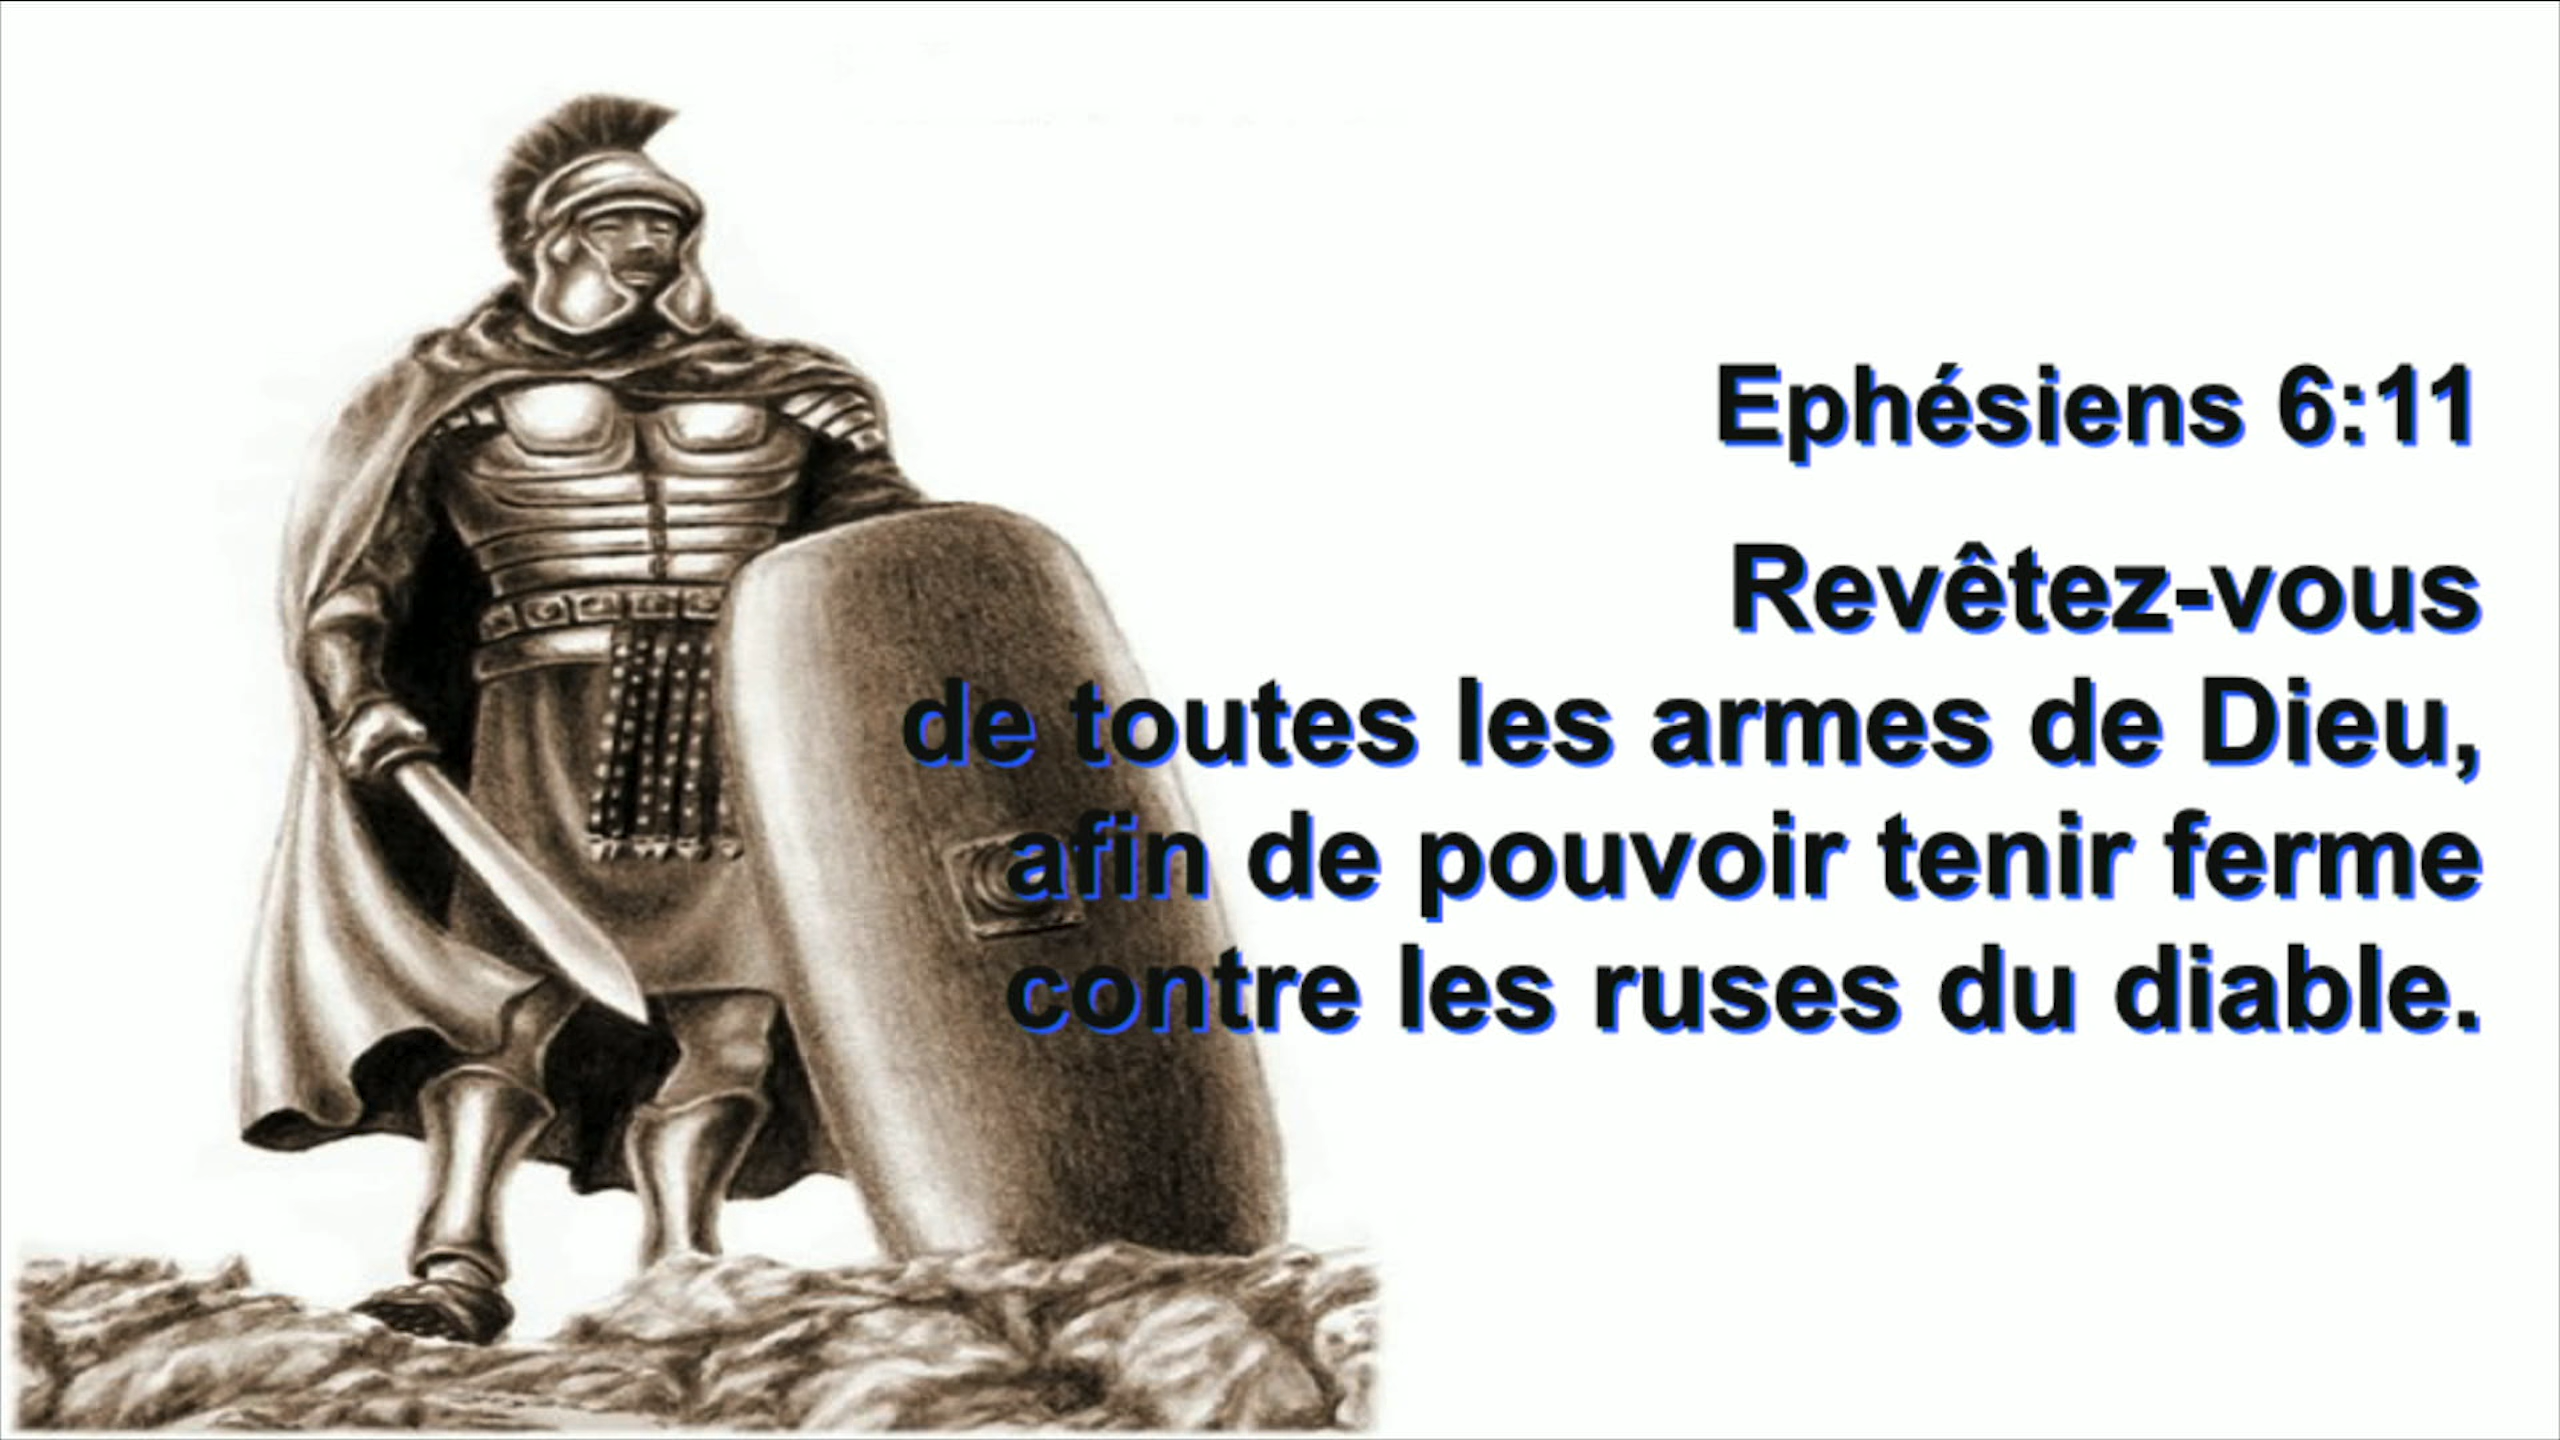 Ephésiens 6:11
Revêtez-vous
de toutes les armes de Dieu,
afin de pouvoir tenir ferme
contre les ruses du diable.